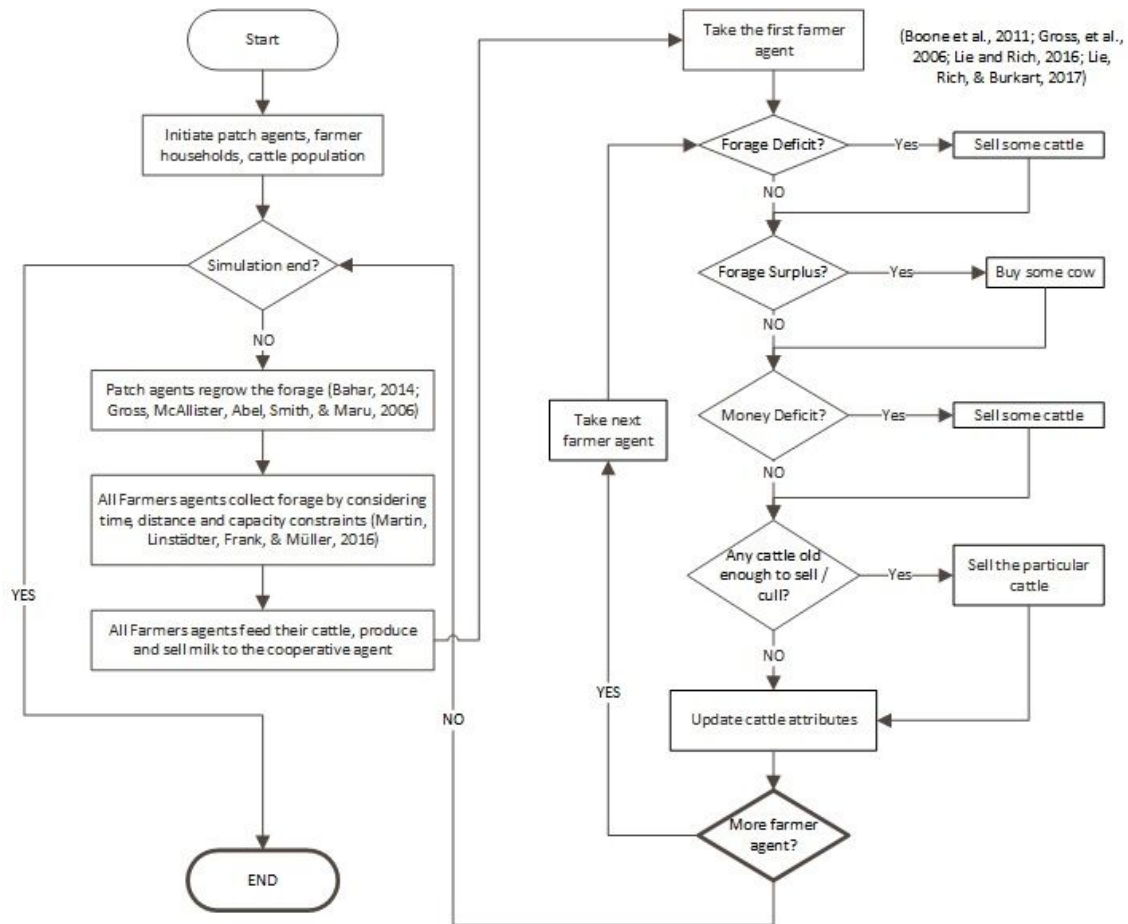 Start
Initiate patch agents, farmer
households, cattle population
Simulation end?
NO
Patch agents regrow the forage (Bahar, 2014;
Gross, McAllister, Abel, Smith, & Maru, 2006)
All Farmers agents collect forage by considering
time, distance and capacity constraints (Martin,
Linstädter, Frank, & Müller, 2016)
YES
All Farmers agents feed their cattle, produce
and sell milk to the cooperative agent
NO
END
Take the first farmer
agent
(Boone et al., 2011; Gross, et al.,
2006; Lie and Rich, 2016; Lie,
Rich, & Burkart, 2017)
Forage Deficit?
Yes
Sell some cattle
NO
Forage Surplus?
Yes
Buy some cow
NO
Take next
farmer agent
Money Deficit?
Yes
Sell some cattle
NO
Any cattle old
enough to sell /
cull?
Yes
Sell the particular
cattle
NO
YES
Update cattle attributes
More farmer
agent?